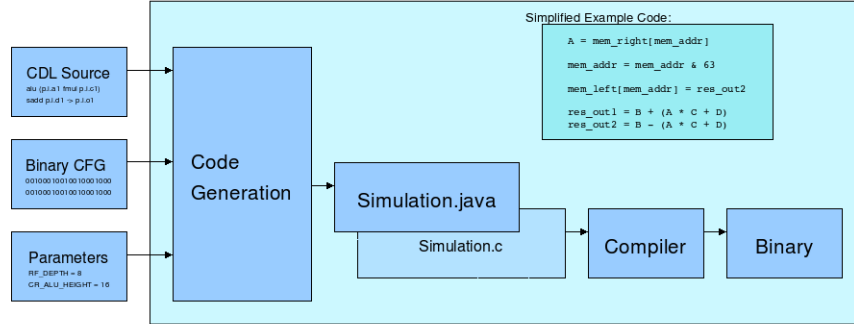 Simplified Example Code:
A = mem_right[mem_addr]
mem_addr = mem_addr & 63
mem_left[mem_addr] = res_out2
res_out1 = B + (A * C + D)
res_out2 = B - (A * C + D)
CDL Source
alu (p.i.a1 fmul p.i.c1)
sadd p.i.d1 -> p.i.o1
Binary CFG
00100010010010001000
00100010010010001000
Parameters
RF_DEPTH = 8
CR_ALU_HEIGHT = 16
Code
Generation
Simulation.java
Simulation.c
Compiler
Binary